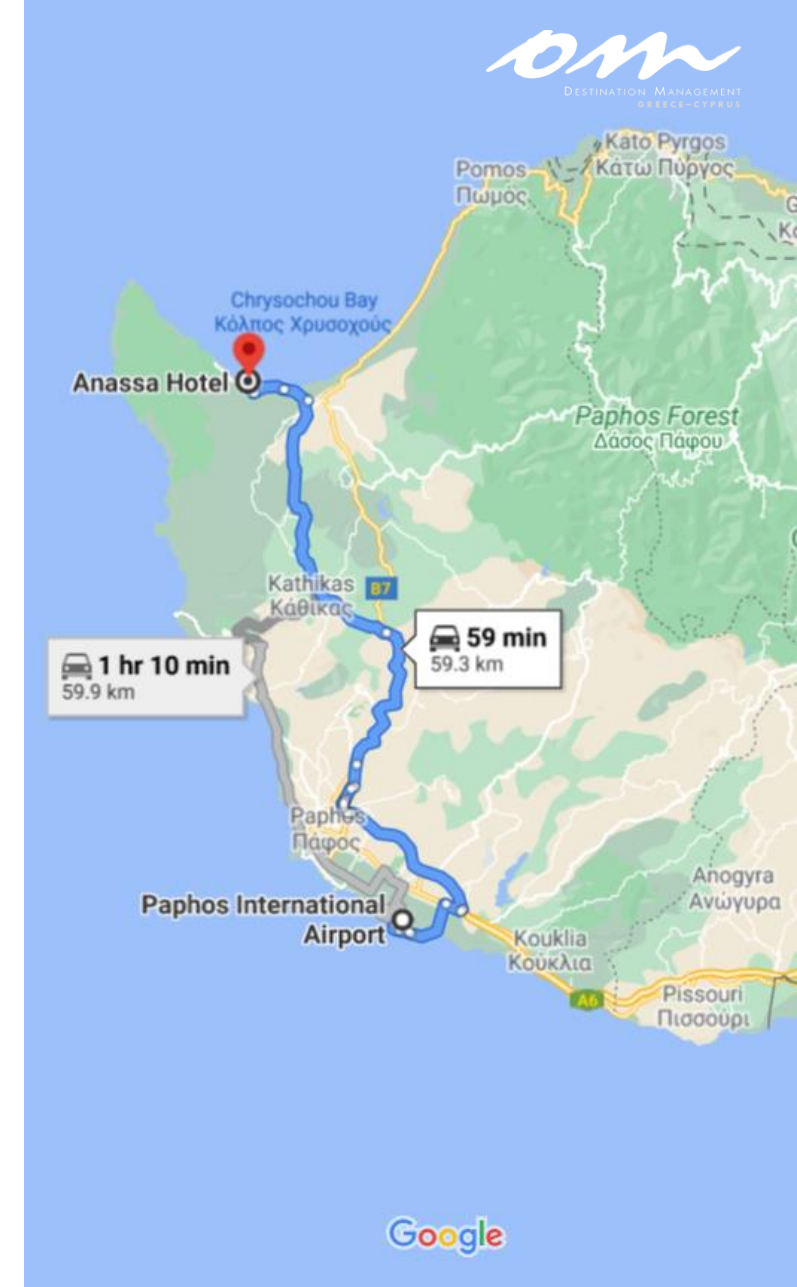 om
DESTINATION MANAGEMENT
GREECE–CYPRUS
Kato Pyrgos
Κάτω Πύργος
Pomos
Πωμός
Chrysochou Bay
Κόλπος Χρυσοχούς
Anassa Hotel
Paphos Forest
Δάσος Πάφου
Kathikas
Κάθικας
B7
59 min
59.3 km
1 hr 10 min
59.9 km
Paphos
Πάφος
Anogyra
Ανώγυρα
Paphos International
Airport
Kouklia
Κούκλια
A6
Pissouri
Πισσούρι
Google